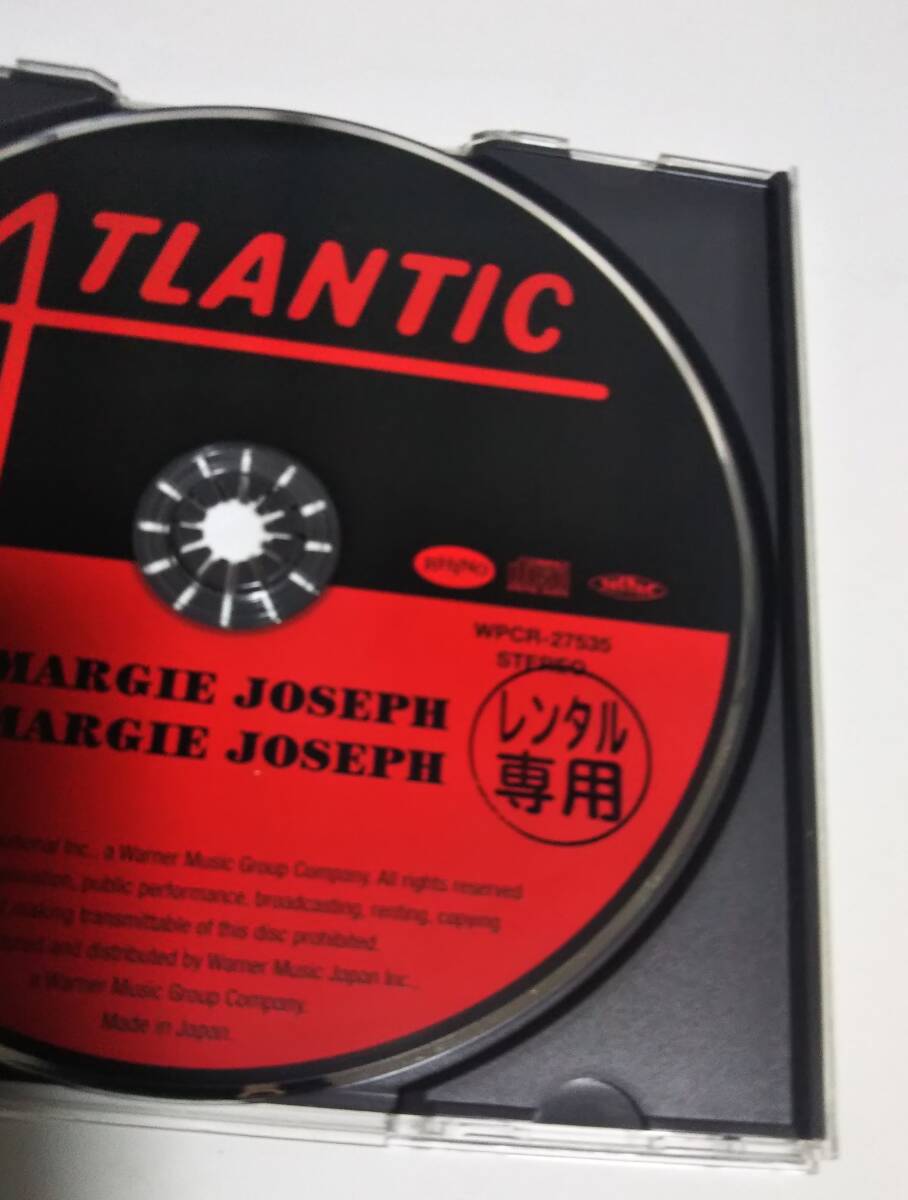 ATLANTIC
RHINO
WPCR-27535
STEREO
MARGIE JOSEPH
MARGIE JOSEPH
レンタル
専用
Inc., a Warner Music Group Company. All rights reserved
public performance, broadcasting, renting, copying
making transmittable of this disc prohibited.
and distributed by Warner Music Japan Inc.,
a Warner Music Group Company.
Made in Japan.